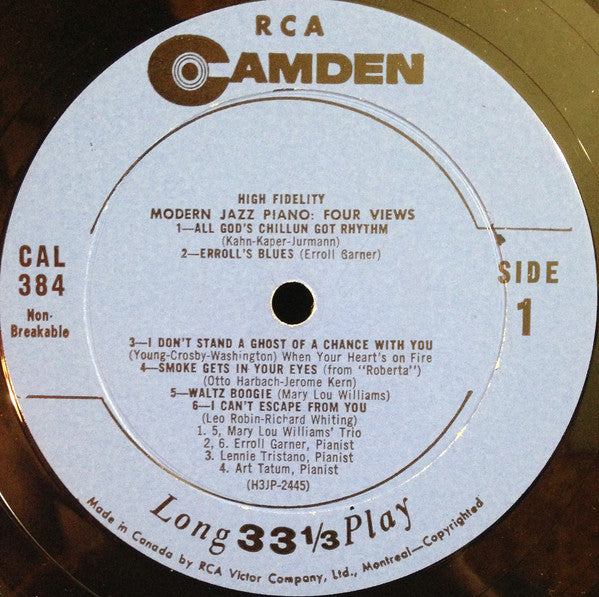 RCA
CAMDEN
HIGH FIDELITY
MODERN JAZZ PIANO: FOUR VIEWS
1—ALL GOD'S CHILLUN GOT RHYTHM
(Kahn-Kaper-Jurmann)
2—ERROLL'S BLUES (Erroll Garner)
CAL
384
Non-
Breakable
SIDE
1
3—I DON'T STAND A GHOST OF A CHANCE WITH YOU
(Young-Crosby-Washington) When Your Heart's on Fire
4—SMOKE GETS IN YOUR EYES (from "Roberta")
(Otto Harbach-Jerome Kern)
5—WALTZ BOOGIE (Mary Lou Williams)
6—I CAN'T ESCAPE FROM YOU
(Leo Robin-Richard Whiting)
1. 5, Mary Lou Williams' Trio
2, 6. Erroll Garner, Pianist
3. Lennie Tristano, Pianist
4. Art Tatum, Pianist
(H3JP-2445)
Long 33 1/3 Play
Made in Canada by RCA Victor Company, Ltd., Montreal—Copyrighted